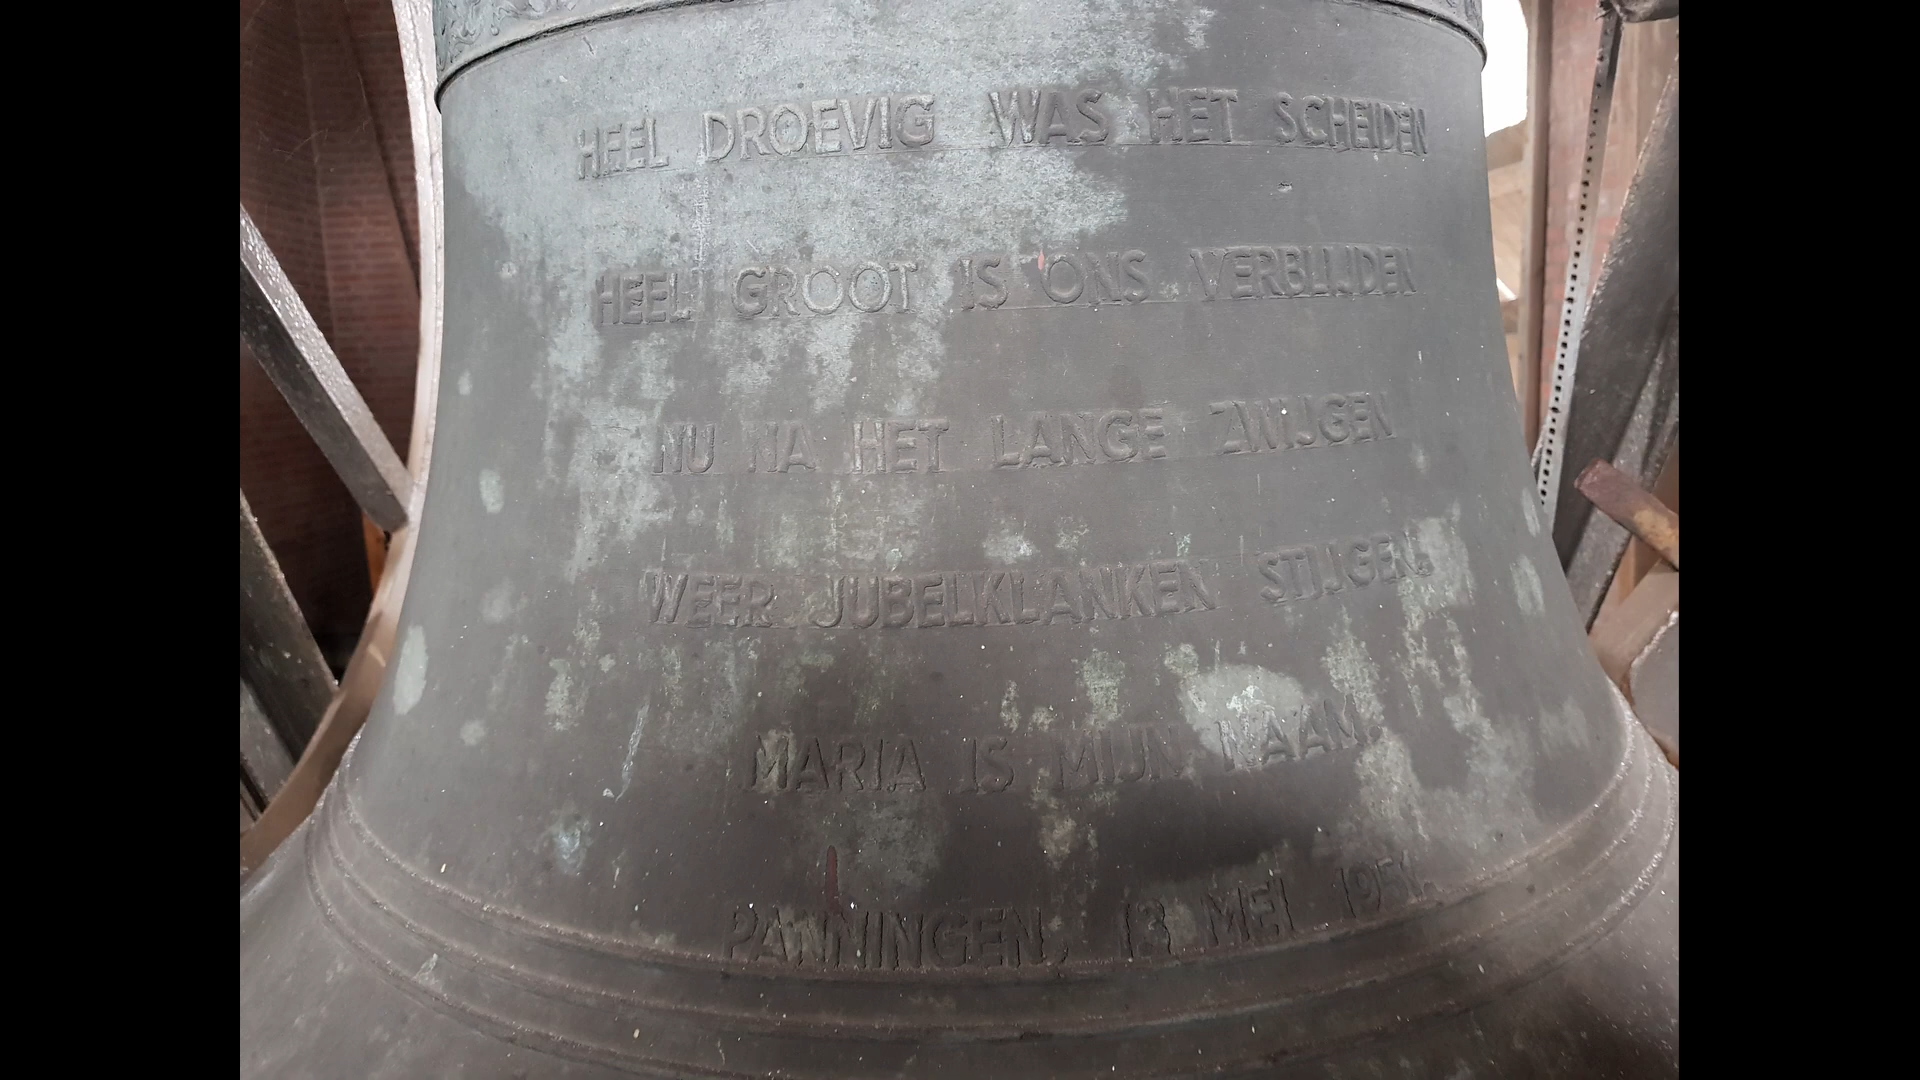 HEEL DROEVIG WAS HET SCHEIDEN
HEEL GROOT IS ONS VERBLIJDEN
NU NA HET LANGE ZWIJGEN
WEER JUBELKLANKEN STIJGEN.
MARIA IS MIJN NAAM.
PANNINGEN, 13 MEI 1951.